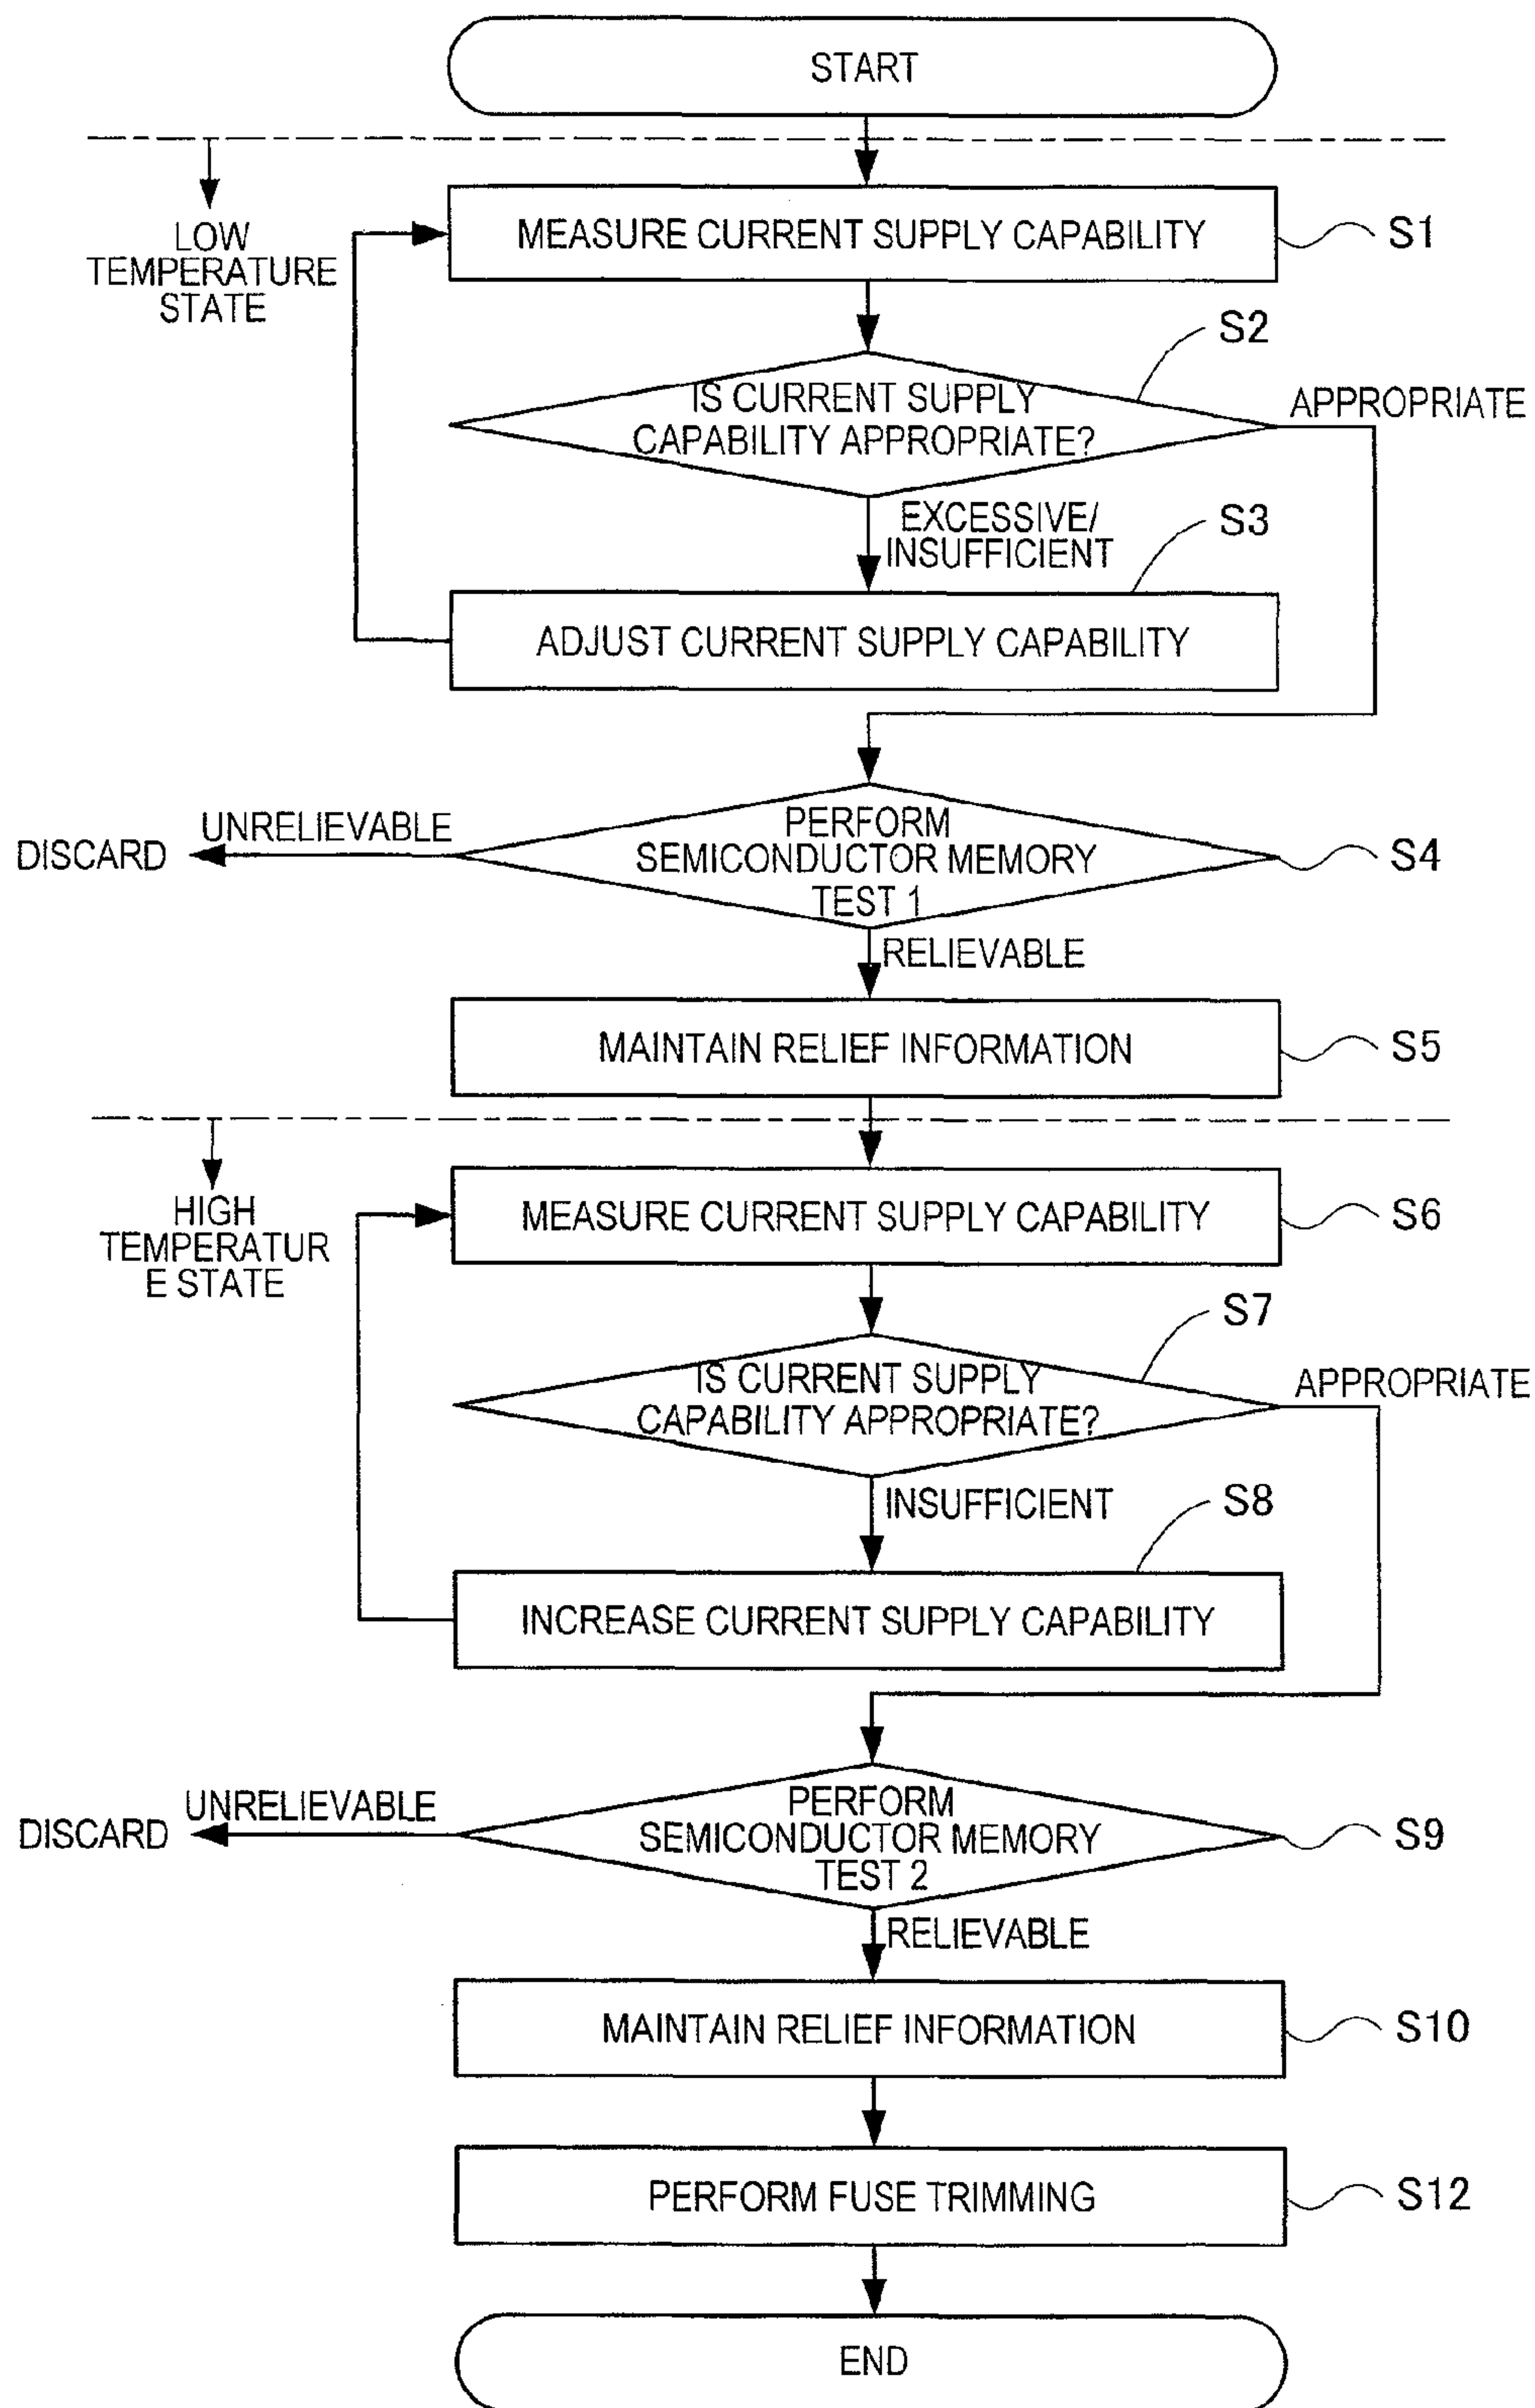 START
LOW
TEMPERATURE
STATE
MEASURE CURRENT SUPPLY CAPABILITY
S1
S2
IS CURRENT SUPPLY
CAPABILITY APPROPRIATE?
APPROPRIATE
EXCESSIVE/
INSUFFICIENT
S3
ADJUST CURRENT SUPPLY CAPABILITY
DISCARD
UNRELIEVABLE
PERFORM
SEMICONDUCTOR MEMORY
TEST 1
S4
RELIEVABLE
MAINTAIN RELIEF INFORMATION
S5
HIGH
TEMPERATUR
E STATE
MEASURE CURRENT SUPPLY CAPABILITY
S6
S7
IS CURRENT SUPPLY
CAPABILITY APPROPRIATE?
APPROPRIATE
INSUFFICIENT
S8
INCREASE CURRENT SUPPLY CAPABILITY
DISCARD
UNRELIEVABLE
PERFORM
SEMICONDUCTOR MEMORY
TEST 2
S9
RELIEVABLE
MAINTAIN RELIEF INFORMATION
S10
PERFORM FUSE TRIMMING
S12
END